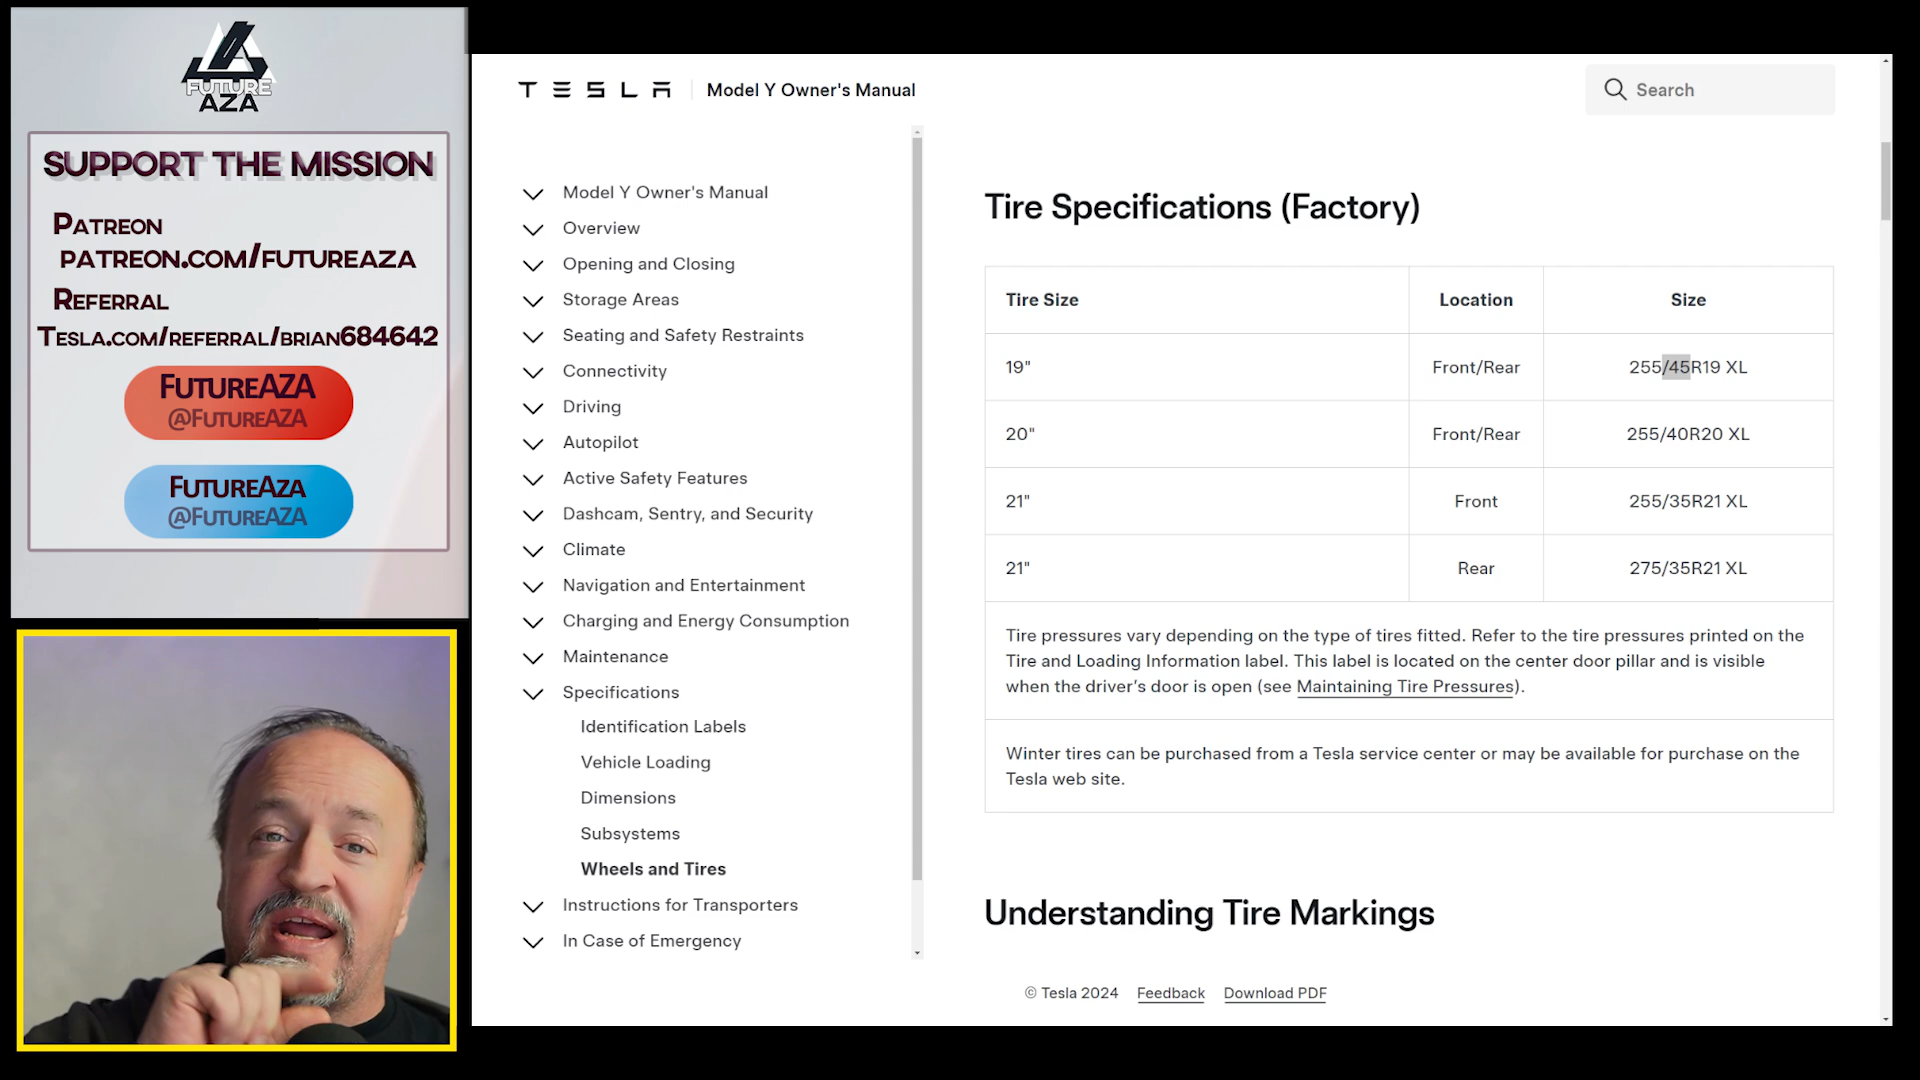 FUTURE
AZA
SUPPORT THE MISSION
PATREON
PATREON.COM/FUTUREAZA
REFERRAL
TESLA.COM/REFERRAL/BRIAN684642
FUTUREAZA
@FUTUREAZA
FUTUREAZA
@FUTUREAZA
TESLA
Model Y Owner's Manual
Search
Model Y Owner's Manual
Overview
Opening and Closing
Storage Areas
Seating and Safety Restraints
Connectivity
Driving
Autopilot
Active Safety Features
Dashcam, Sentry, and Security
Climate
Navigation and Entertainment
Charging and Energy Consumption
Maintenance
Specifications
Identification Labels
Vehicle Loading
Dimensions
Subsystems
Wheels and Tires
Instructions for Transporters
In Case of Emergency
Tire Specifications (Factory)
Tire Size Location Size
19" Front/Rear 255/45R19 XL
20" Front/Rear 255/40R20 XL
21" Front 255/35R21 XL
21" Rear 275/35R21 XL
Tire pressures vary depending on the type of tires fitted. Refer to the tire pressures printed on the
Tire and Loading Information label. This label is located on the center door pillar and is visible
when the driver’s door is open (see Maintaining Tire Pressures).
Winter tires can be purchased from a Tesla service center or may be available for purchase on the
Tesla web site.
Understanding Tire Markings
© Tesla 2024 Feedback Download PDF